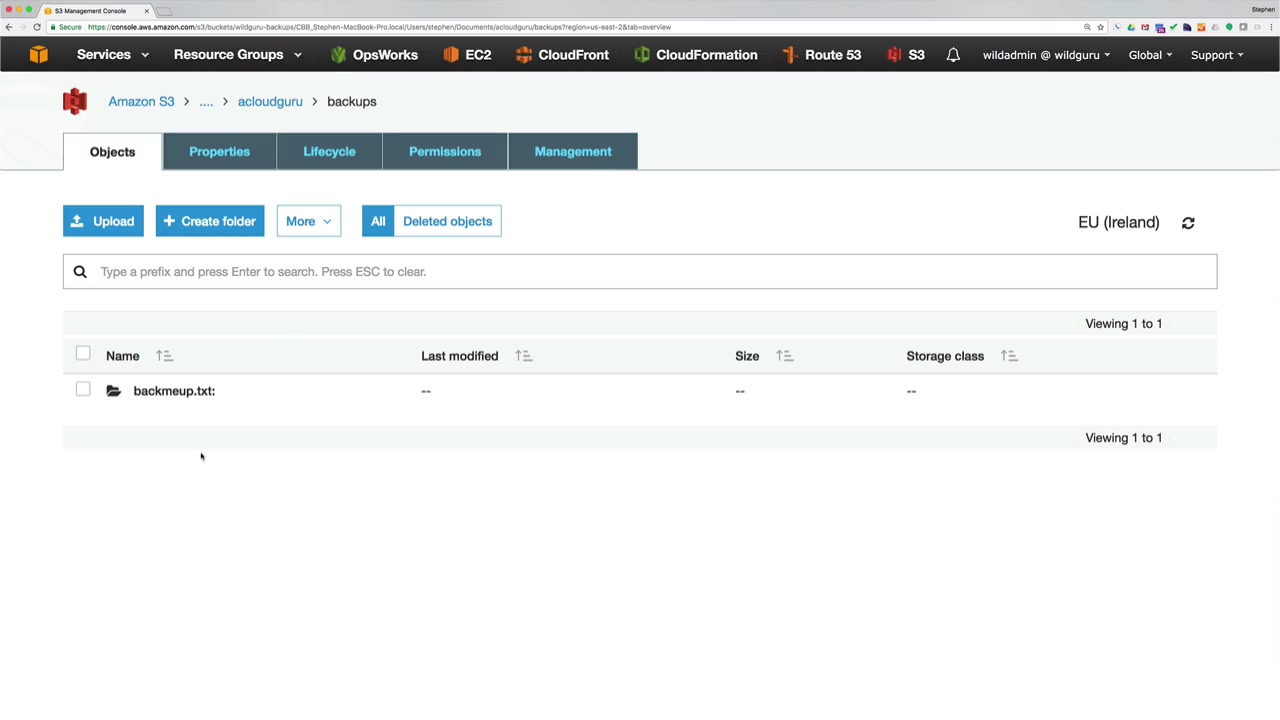 S3 Management Console
Stephen
Secure https://console.aws.amazon.com/s3/buckets/wildguru-backups/CBB_Stephen-MacBook-Pro.local/Users/stephen/Documents/acloudguru/backups?region=us-east-2&tab=overview
Services Resource Groups OpsWorks EC2 CloudFront CloudFormation Route 53 S3 wildadmin @ wildguru Global Support
Amazon S3 > .... > acloudguru > backups
Objects Properties Lifecycle Permissions Management
Upload + Create folder More All Deleted objects EU (Ireland)
Type a prefix and press Enter to search. Press ESC to clear.
Viewing 1 to 1
Name Last modified Size Storage class
backmeup.txt: -- -- --
Viewing 1 to 1